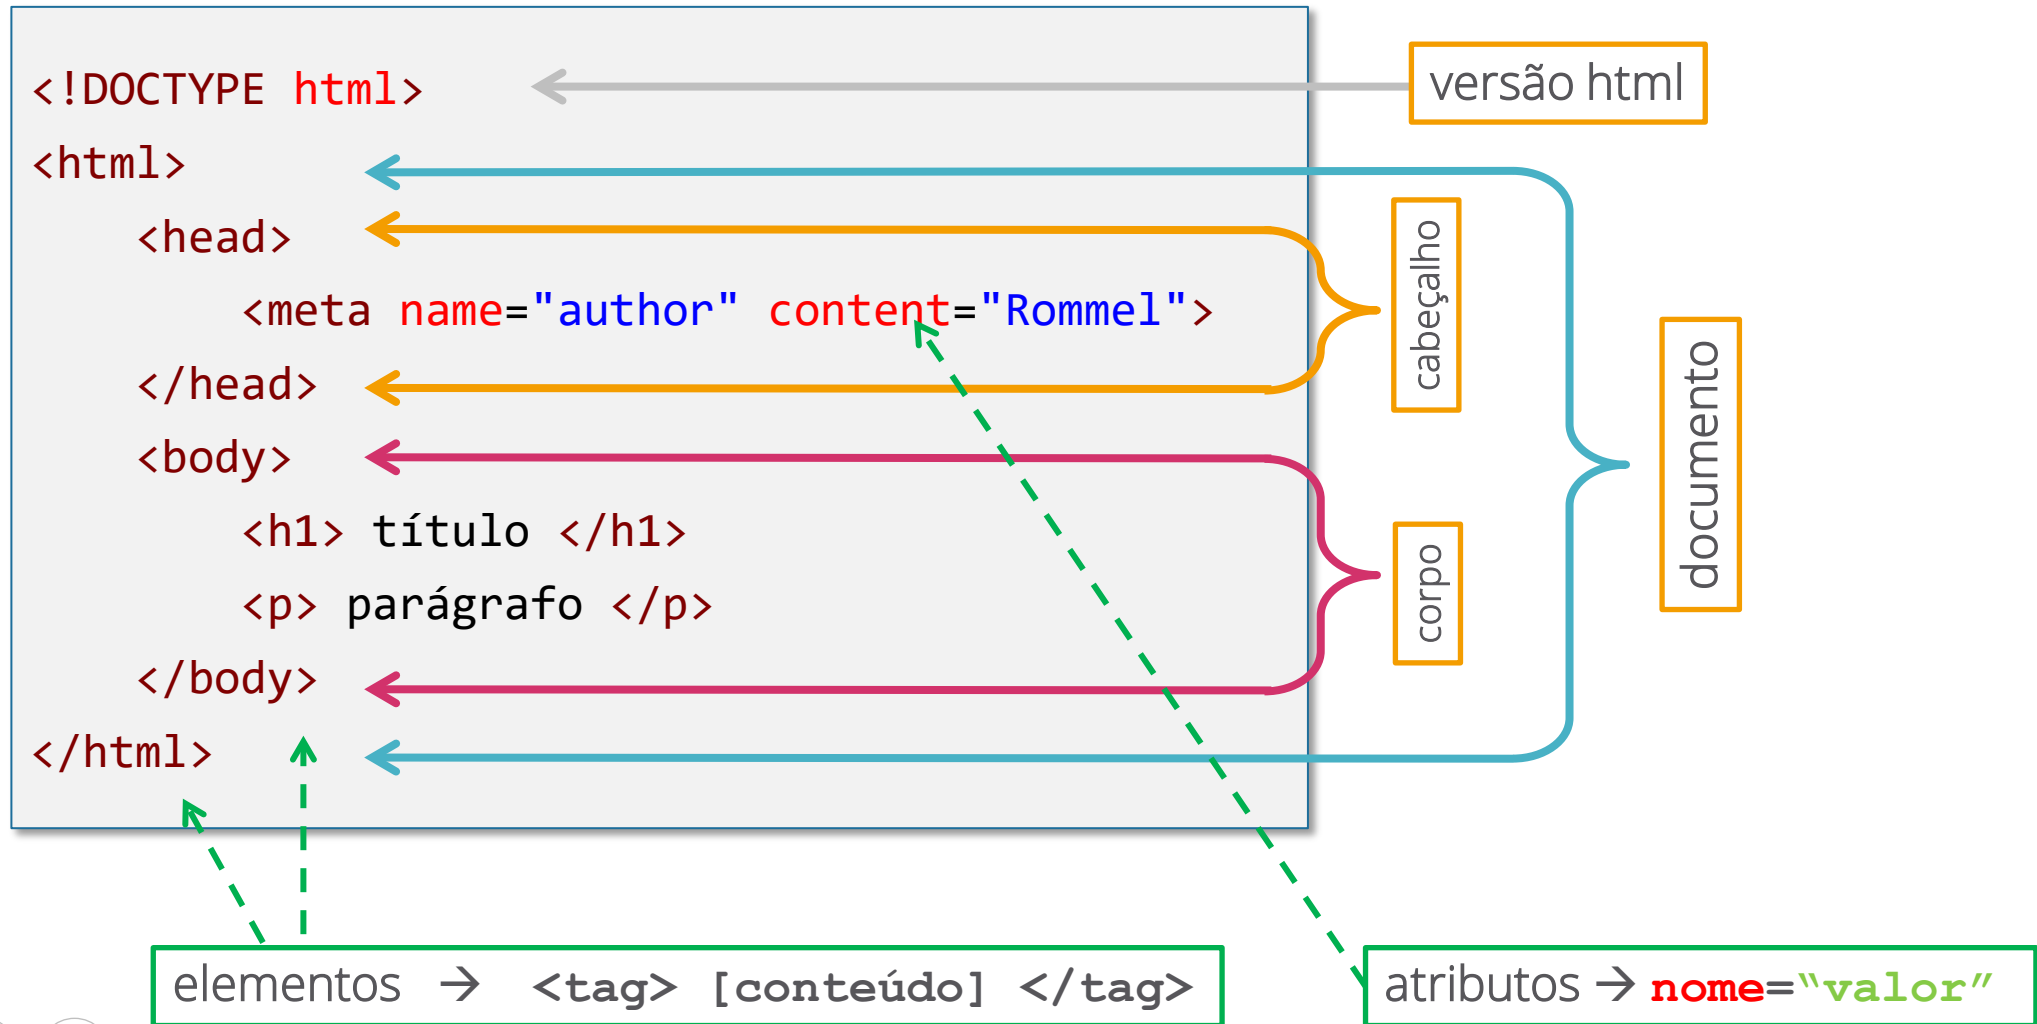 <!DOCTYPE html>
versão html
<html>
<head>
<meta name="author" content="Rommel">
</head>
<body>
<h1> título </h1>
<p> parágrafo </p>
</body>
</html>
cabeçalho
corpo
documento
elementos → <tag> [conteúdo] </tag>
atributos → nome=“valor”